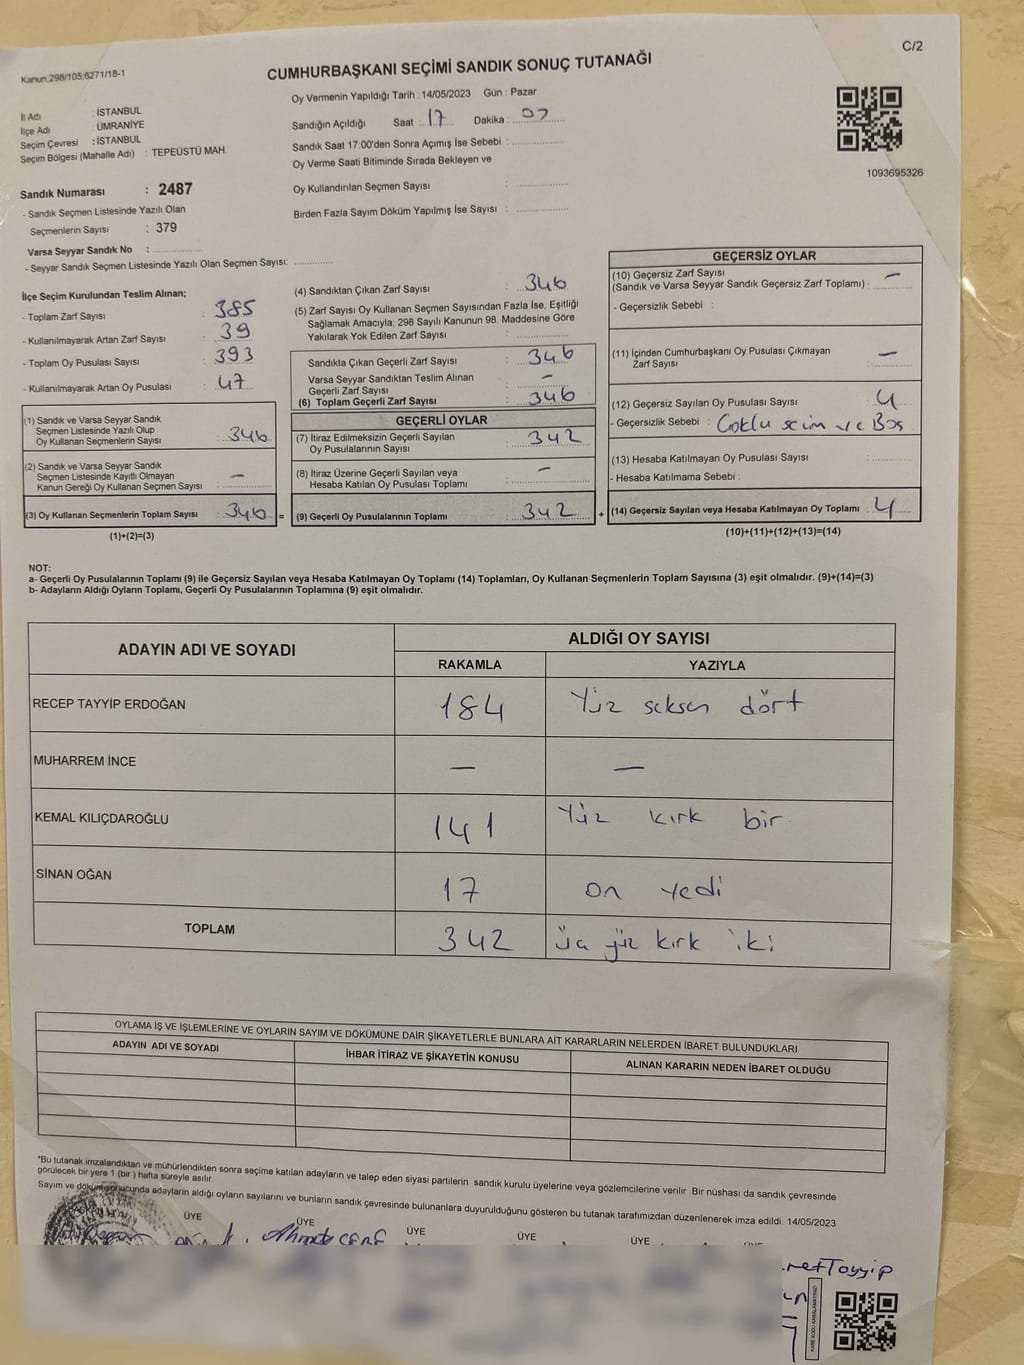 C/2
Kanun:298/105;6271/18-1
CUMHURBAŞKANI SEÇİMİ SANDIK SONUÇ TUTANAĞI
Oy Vermenin Yapıldığı Tarih : 14/05/2023 Gün : Pazar
İl Adı : İSTANBUL
İlçe Adı : ÜMRANİYE
Seçim Çevresi : İSTANBUL
Seçim Bölgesi (Mahalle Adı) : TEPEÜSTÜ MAH.
Sandığın Açıldığı Saat : 17 Dakika : 07
Sandık Saat 17:00'den Sonra Açımış İse Sebebi :
Oy Verme Saati Bitiminde Sırada Bekleyen ve
Oy Kullandırılan Seçmen Sayısı :
Birden Fazla Sayım Döküm Yapılmış İse Sayısı :
1093695326
Sandık Numarası : 2487
- Sandık Seçmen Listesinde Yazılı Olan
Seçmenlerin Sayısı : 379
Varsa Seyyar Sandık No :
- Seyyar Sandık Seçmen Listesinde Yazılı Olan Seçmen Sayısı:
İlçe Seçim Kurulundan Teslim Alınan;
- Toplam Zarf Sayısı : 385
- Kullanılmayarak Artan Zarf Sayısı : 39
- Toplam Oy Pusulası Sayısı : 393
- Kullanılmayarak Artan Oy Pusulası : 47
(1) Sandık ve Varsa Seyyar Sandık
Seçmen Listesinde Yazılı Olup
Oy Kullanan Seçmenlerin Sayısı : 346
(2) Sandık ve Varsa Seyyar Sandık
Seçmen Listesinde Kayıtlı Olmayan
Kanun Gereği Oy Kullanan Seçmen Sayısı : —
(3) Oy Kullanan Seçmenlerin Toplam Sayısı : 346 =
(1)+(2)=(3)
(4) Sandıktan Çıkan Zarf Sayısı : 346
(5) Zarf Sayısı Oy Kullanan Seçmen Sayısından Fazla İse, Eşitliği
Sağlamak Amacıyla, 298 Sayılı Kanunun 98. Maddesine Göre
Yakılarak Yok Edilen Zarf Sayısı :
Sandıkta Çıkan Geçerli Zarf Sayısı : 346
Varsa Seyyar Sandıktan Teslim Alınan
Geçerli Zarf Sayısı : —
(6) Toplam Geçerli Zarf Sayısı : 346
GEÇERLİ OYLAR
(7) İtiraz Edilmeksizin Geçerli Sayılan
Oy Pusulalarının Sayısı : 342
(8) İtiraz Üzerine Geçerli Sayılan veya
Hesaba Katılan Oy Pusulası Toplamı : —
(9) Geçerli Oy Pusulalarının Toplamı : 342 +
GEÇERSİZ OYLAR
(10) Geçersiz Zarf Sayısı
(Sandık ve Varsa Seyyar Sandık Geçersiz Zarf Toplamı) : —
- Geçersizlik Sebebi :
(11) İçinden Cumhurbaşkanı Oy Pusulası Çıkmayan
Zarf Sayısı : —
(12) Geçersiz Sayılan Oy Pusulası Sayısı : 4
- Geçersizlik Sebebi : Çoklu seim ve Boş
(13) Hesaba Katılmayan Oy Pusulası Sayısı :
- Hesaba Katılmama Sebebi :
(14) Geçersiz Sayılan veya Hesaba Katılmayan Oy Toplamı : 4
(10)+(11)+(12)+(13)=(14)
NOT:
a- Geçerli Oy Pusulalarının Toplamı (9) ile Geçersiz Sayılan veya Hesaba Katılmayan Oy Toplamı (14) Toplamları, Oy Kullanan Seçmenlerin Toplam Sayısına (3) eşit olmalıdır. (9)+(14)=(3)
b- Adayların Aldığı Oyların Toplamı, Geçerli Oy Pusulalarının Toplamına (9) eşit olmalıdır.
ADAYIN ADI VE SOYADI ALDIĞI OY SAYISI
RAKAMLA YAZIYLA
RECEP TAYYİP ERDOĞAN 184 Yüz seksen dört
MUHARREM İNCE — —
KEMAL KILIÇDAROĞLU 141 Yüz kırk bir
SİNAN OĞAN 17 on yedi
TOPLAM 342 üç yüz kırk iki
OYLAMA İŞ VE İŞLEMLERİNE VE OYLARIN SAYIM VE DÖKÜMÜNE DAİR ŞİKAYETLERLE BUNLARA AİT KARARLARIN NELERDEN İBARET BULUNDUKLARI
ADAYIN ADI VE SOYADI İHBAR İTİRAZ VE ŞİKAYETİN KONUSU ALINAN KARARIN NEDEN İBARET OLDUĞU
*Bu tutanak imzalandıktan ve mühürlendikten sonra seçime katılan adayların ve talep eden siyasi partilerin sandık kurulu üyelerine veya gözlemcilerine verilir. Bir nüshası da sandık çevresinde
görülecek bir yere 1 (bir ) hafta süreyle asılır.
Sayım ve dökümü sonucunda adayların aldığı oyların sayılarını ve bunların sandık çevresinde bulunanlara duyurulduğunu gösteren bu tutanak tarafımızdan düzenlenerek imza edildi. 14/05/2023
ÜYE ÜYE ÜYE ÜYE ÜYE
Ahmet
Tayyip